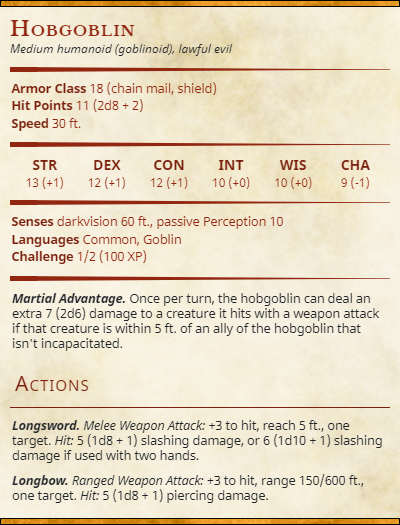 Hobgoblin
Medium humanoid (goblinoid), lawful evil
Armor Class 18 (chain mail, shield)
Hit Points 11 (2d8 + 2)
Speed 30 ft.
STR DEX CON INT WIS CHA
13 (+1) 12 (+1) 12 (+1) 10 (+0) 10 (+0) 9 (-1)
Senses darkvision 60 ft., passive Perception 10
Languages Common, Goblin
Challenge 1/2 (100 XP)
Martial Advantage. Once per turn, the hobgoblin can deal an
extra 7 (2d6) damage to a creature it hits with a weapon attack
if that creature is within 5 ft. of an ally of the hobgoblin that
isn't incapacitated.
Actions
Longsword. Melee Weapon Attack: +3 to hit, reach 5 ft., one
target. Hit: 5 (1d8 + 1) slashing damage, or 6 (1d10 + 1) slashing
damage if used with two hands.
Longbow. Ranged Weapon Attack: +3 to hit, range 150/600 ft.,
one target. Hit: 5 (1d8 + 1) piercing damage.